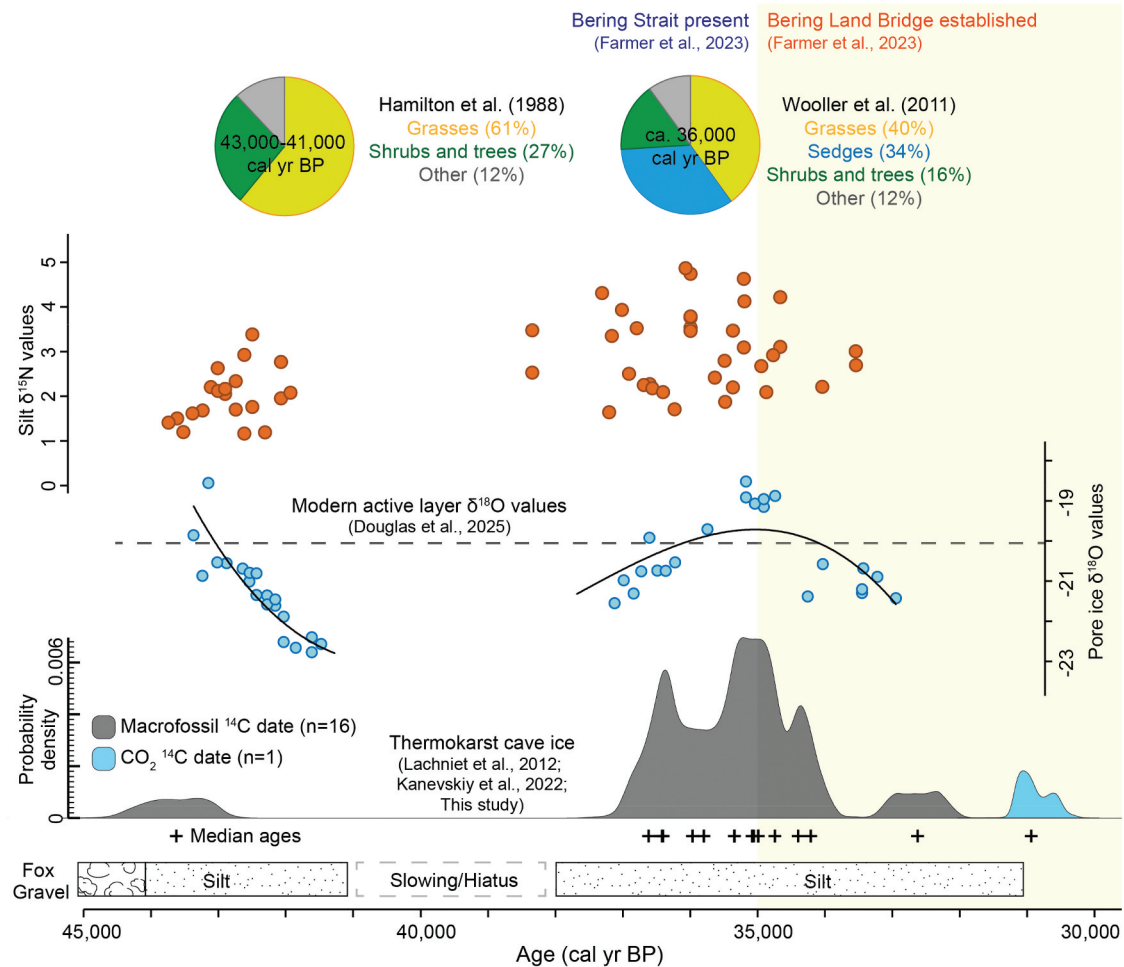 Bering Strait present
(Farmer et al., 2023)
Bering Land Bridge established
(Farmer et al., 2023)
43,000-41,000
cal yr BP
Hamilton et al. (1988)
Grasses (61%)
Shrubs and trees (27%)
Other (12%)
ca. 36,000
cal yr BP
Wooller et al. (2011)
Grasses (40%)
Sedges (34%)
Shrubs and trees (16%)
Other (12%)
Silt δ¹⁵N values
5
4
3
2
1
0
Modern active layer δ¹⁸O values
(Douglas et al., 2025)
-19
-21
-23
Pore ice δ¹⁸O values
Probability
density
0.006
0
Macrofossil ¹⁴C date (n=16)
CO₂ ¹⁴C date (n=1)
Thermokarst cave ice
(Lachniet et al., 2012;
Kanevskiy et al., 2022;
This study)
+ Median ages
Fox
Gravel
Silt
Slowing/Hiatus
Silt
45,000
40,000
35,000
30,000
Age (cal yr BP)